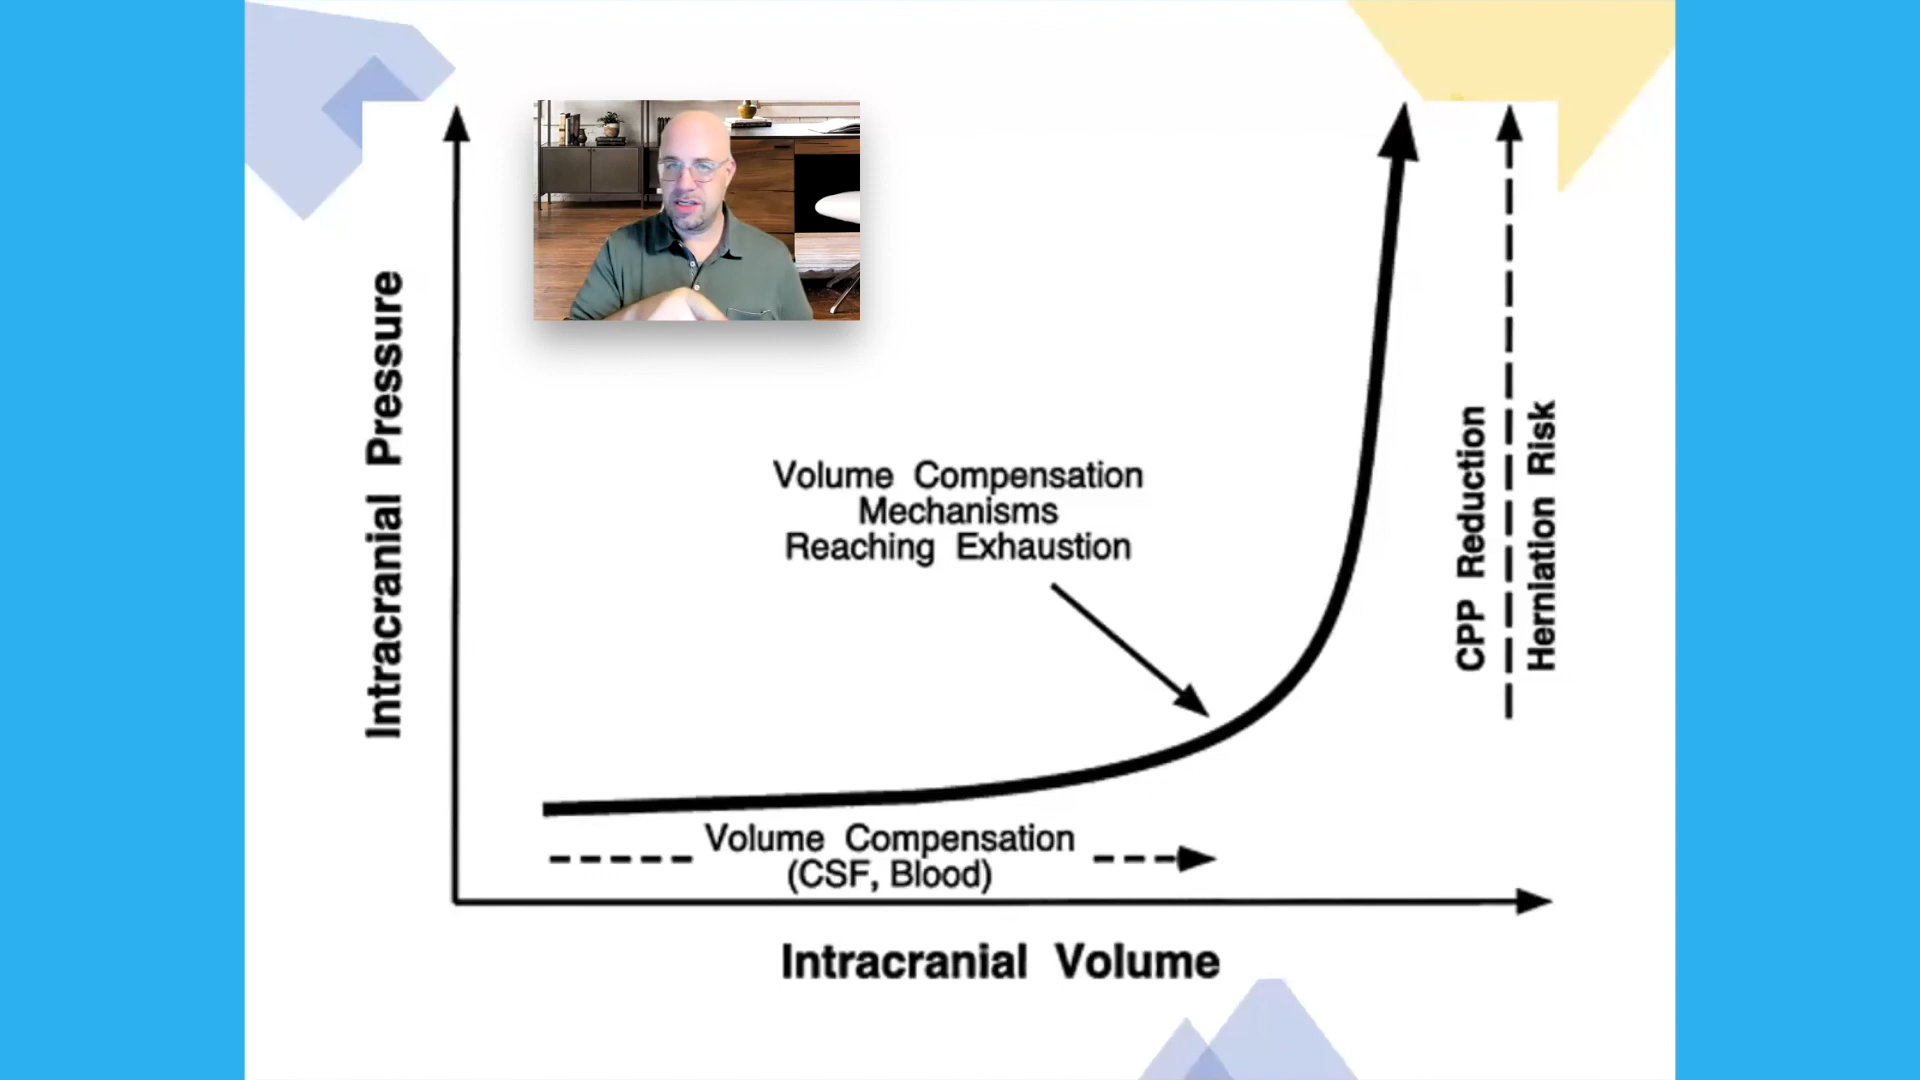 Intracranial Pressure
Volume Compensation
Mechanisms
Reaching Exhaustion
CPP Reduction
Herniation Risk
Volume Compensation
(CSF, Blood)
Intracranial Volume